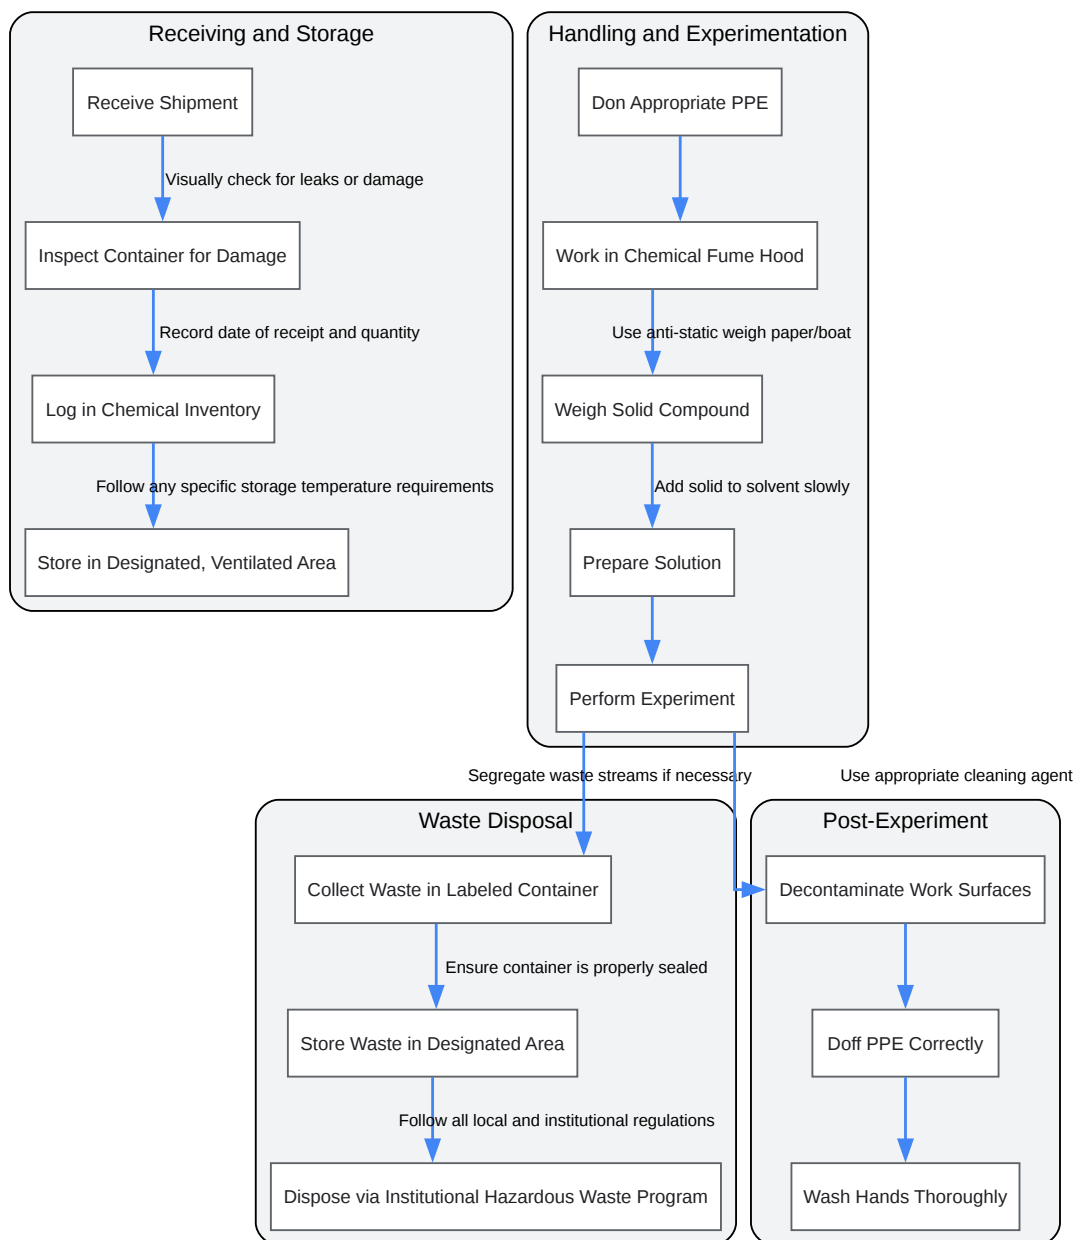 Receiving and Storage
Receive Shipment
Visually check for leaks or damage
Inspect Container for Damage
Record date of receipt and quantity
Log in Chemical Inventory
Follow any specific storage temperature requirements
Store in Designated, Ventilated Area
Handling and Experimentation
Don Appropriate PPE
Work in Chemical Fume Hood
Use anti-static weigh paper/boat
Weigh Solid Compound
Add solid to solvent slowly
Prepare Solution
Perform Experiment
Segregate waste streams if necessary
Use appropriate cleaning agent
Waste Disposal
Collect Waste in Labeled Container
Ensure container is properly sealed
Store Waste in Designated Area
Follow all local and institutional regulations
Dispose via Institutional Hazardous Waste Program
Post-Experiment
Decontaminate Work Surfaces
Doff PPE Correctly
Wash Hands Thoroughly